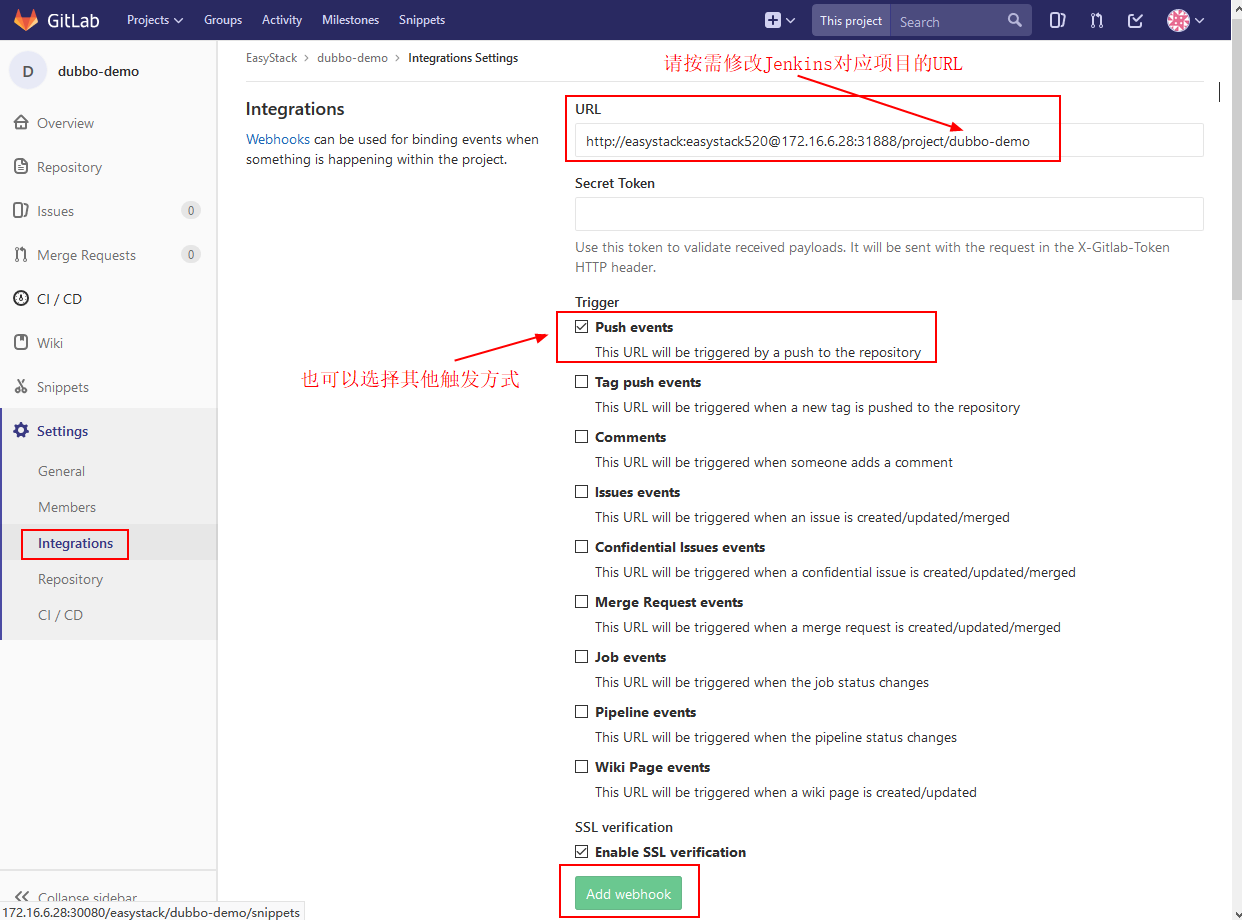 GitLab Projects Groups Activity Milestones Snippets This project Search
D dubbo-demo
Overview
Repository
Issues 0
Merge Requests 0
CI / CD
Wiki
Snippets
Settings
General
Members
Integrations
Repository
CI / CD
Collapse sidebar
172.16.6.28:30080/easystack/dubbo-demo/snippets
EasyStack > dubbo-demo > Integrations Settings
请按需修改Jenkins对应项目的URL
Integrations
Webhooks can be used for binding events when
something is happening within the project.
URL
http://easystack:easystack520@172.16.6.28:31888/project/dubbo-demo
Secret Token
Use this token to validate received payloads. It will be sent with the request in the X-Gitlab-Token
HTTP header.
Trigger
Push events
This URL will be triggered by a push to the repository
也可以选择其他触发方式
Tag push events
This URL will be triggered when a new tag is pushed to the repository
Comments
This URL will be triggered when someone adds a comment
Issues events
This URL will be triggered when an issue is created/updated/merged
Confidential Issues events
This URL will be triggered when a confidential issue is created/updated/merged
Merge Request events
This URL will be triggered when a merge request is created/updated/merged
Job events
This URL will be triggered when the job status changes
Pipeline events
This URL will be triggered when the pipeline status changes
Wiki Page events
This URL will be triggered when a wiki page is created/updated
SSL verification
Enable SSL verification
Add webhook